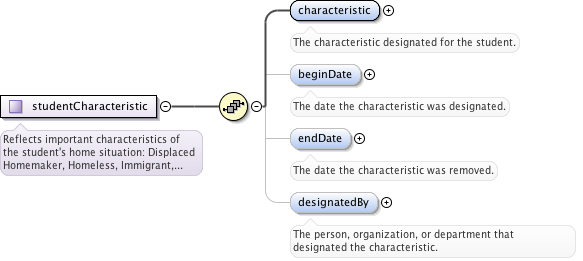 characteristic
The characteristic designated for the student.
beginDate
The date the characteristic was designated.
studentCharacteristic
Reflects important characteristics of
the student's home situation: Displaced
Homemaker, Homeless, Immigrant,...
endDate
The date the characteristic was removed.
designatedBy
The person, organization, or department that
designated the characteristic.